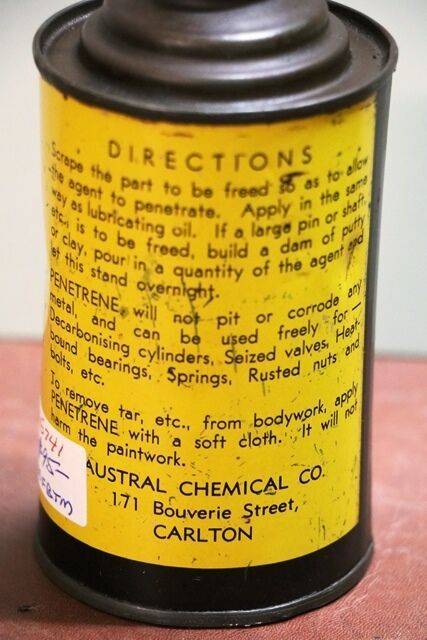 DIRECTIONS
Scrape the part to be freed so as to allow
the agent to penetrate. Apply in the same
way as lubricating oil. If a large pin or shaft,
etc., is to be freed, build a dam of putty
or clay, pour in a quantity of the agent and
let this stand overnight.
PENETRENE will not pit or corrode any
metal, and can be used freely for—
Decarbonising cylinders, Seized valves, Heat-
bound bearings, Springs, Rusted nuts and
bolts, etc.
To remove tar, etc., from bodywork, apply
PENETRENE with a soft cloth. It will not
harm the paintwork.
AUSTRAL CHEMICAL CO.
171 Bouverie Street,
CARLTON